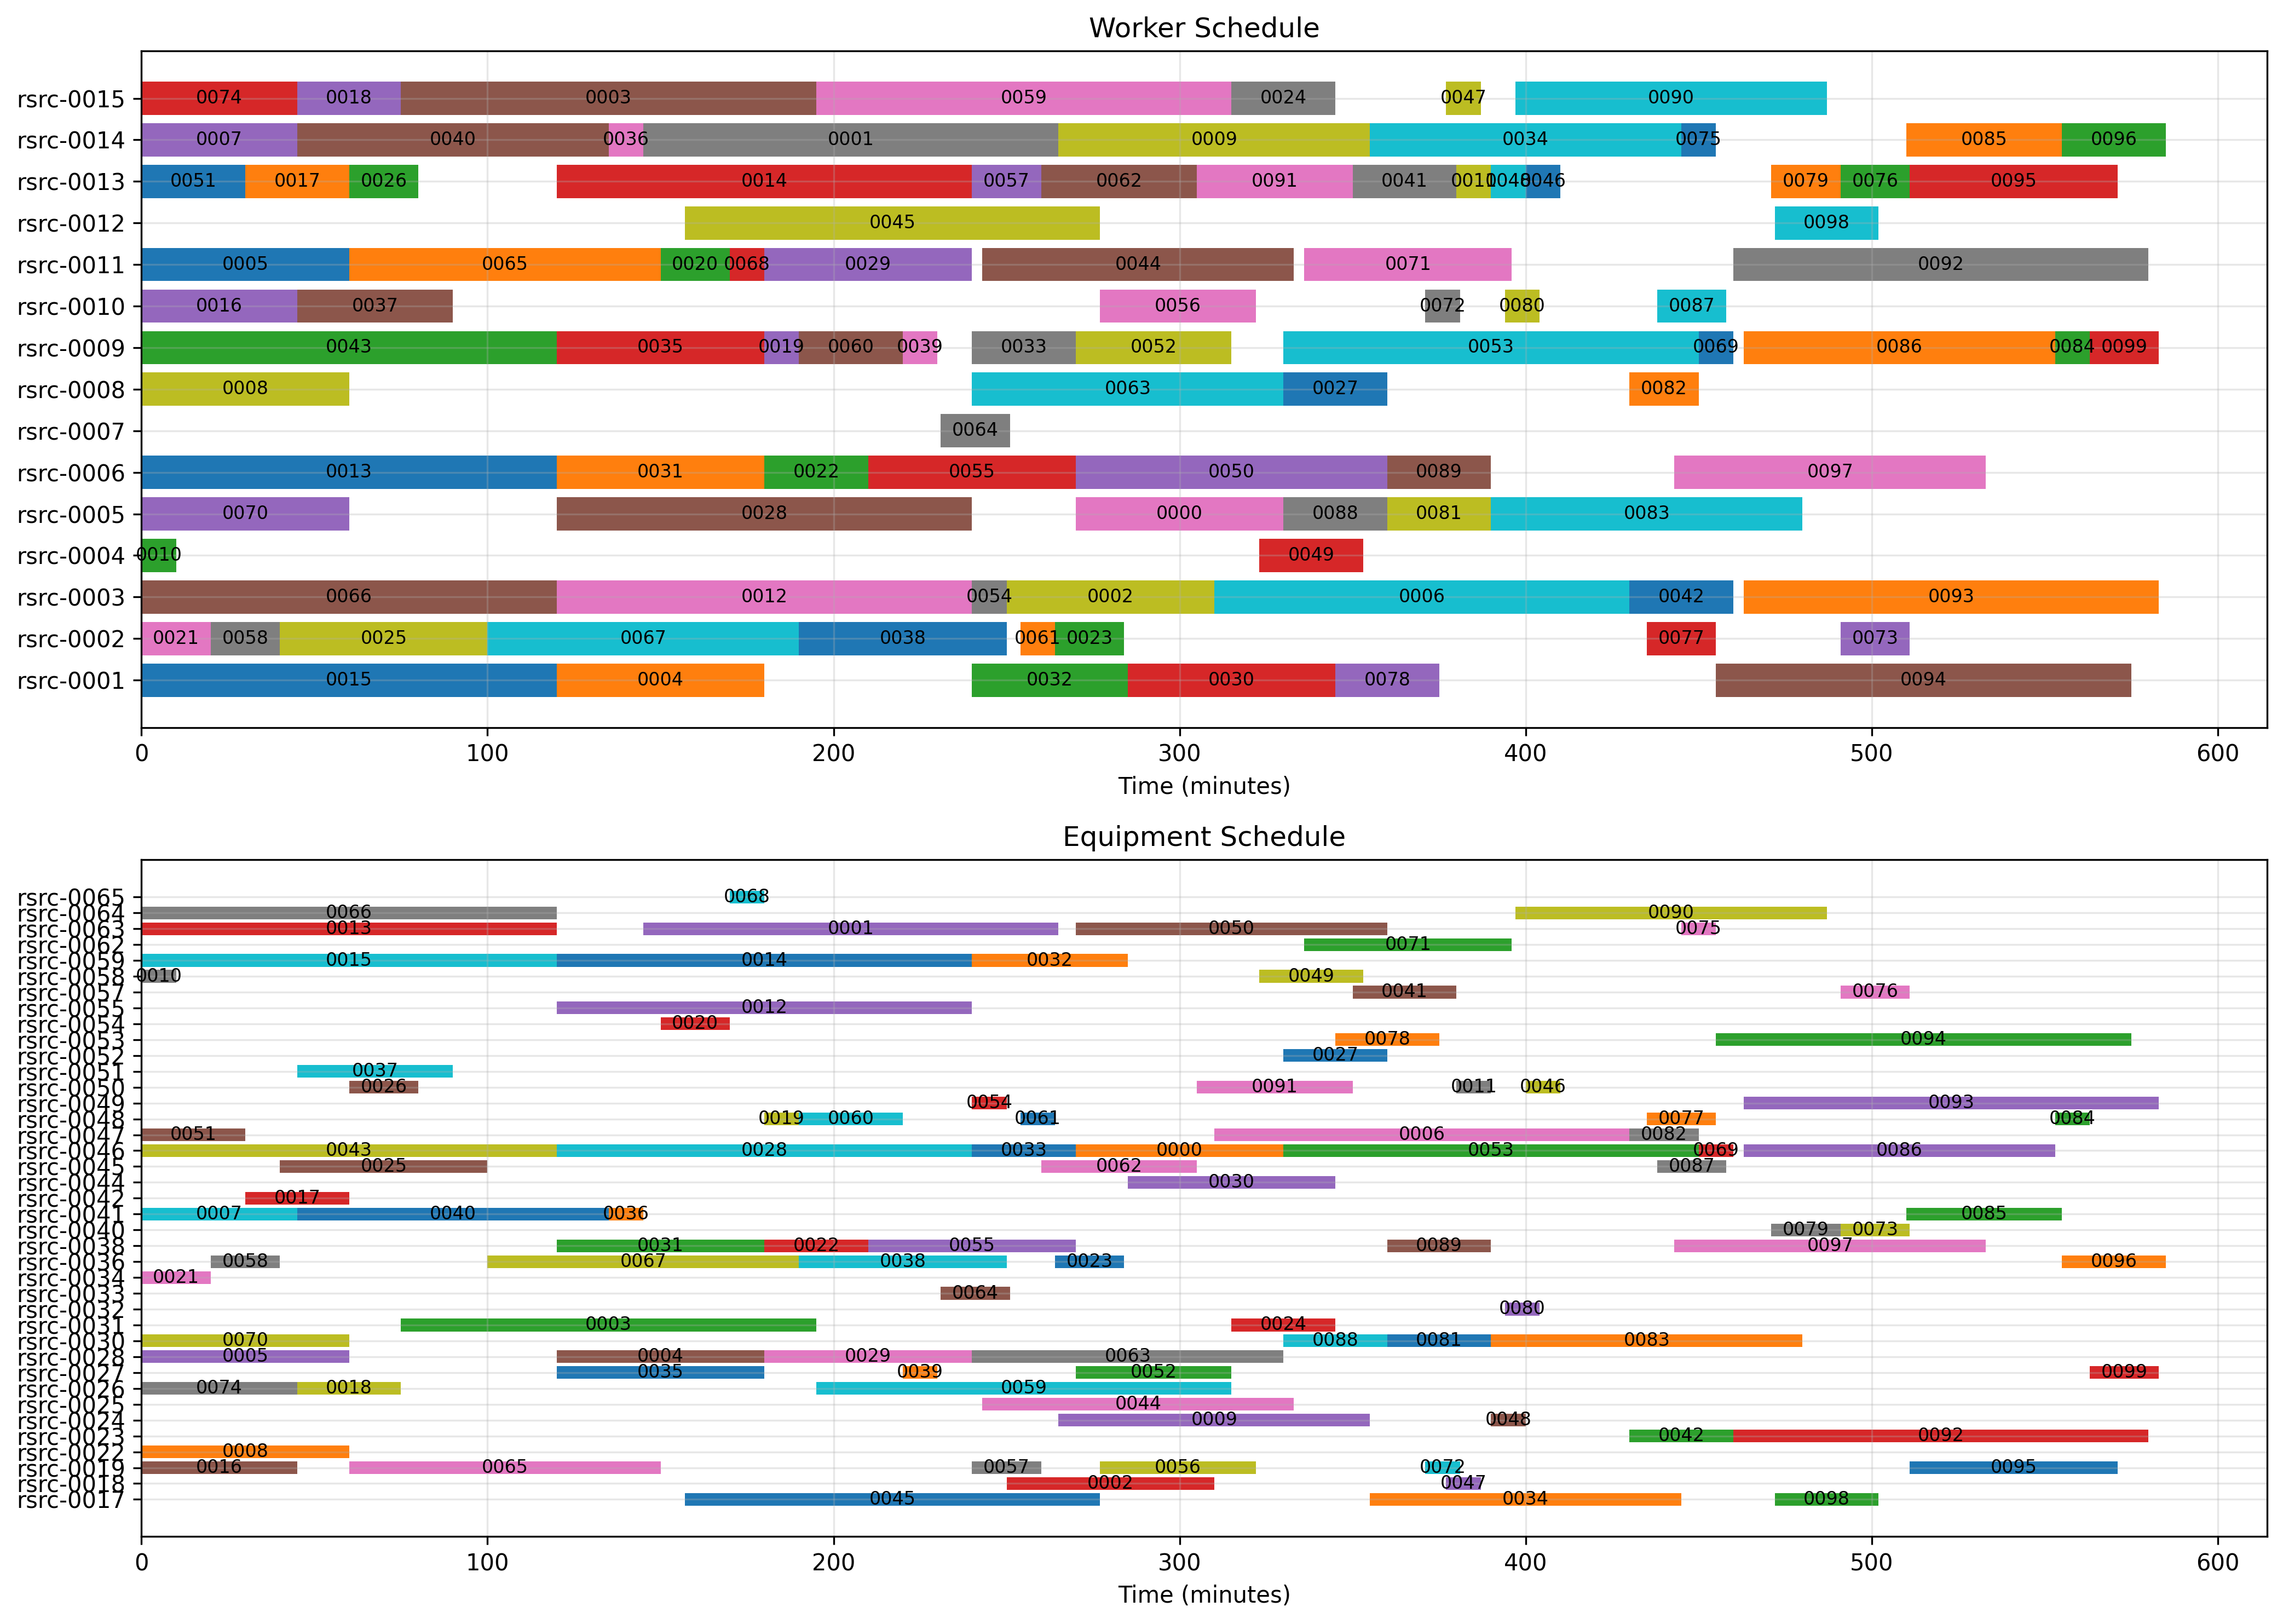 Worker Schedule
rsrc-0015 0074 0018 0003 0059 0024 0047 0090
rsrc-0014 0007 0040 0036 0001 0009 0034 0075 0085 0096
rsrc-0013 0051 0017 0026 0014 0057 0062 0091 0041 0011 0048 0046 0079 0076 0095
rsrc-0012 0045 0098
rsrc-0011 0005 0065 0020 0068 0029 0044 0071 0092
rsrc-0010 0016 0037 0056 0072 0080 0087
rsrc-0009 0043 0035 0019 0060 0039 0033 0052 0053 0069 0086 0084 0099
rsrc-0008 0008 0063 0027 0082
rsrc-0007 0064
rsrc-0006 0013 0031 0022 0055 0050 0089 0097
rsrc-0005 0070 0028 0000 0088 0081 0083
rsrc-0004 0010 0049
rsrc-0003 0066 0012 0054 0002 0006 0042 0093
rsrc-0002 0021 0058 0025 0067 0038 0061 0023 0077 0073
rsrc-0001 0015 0004 0032 0030 0078 0094
0 100 200 300 400 500 600
Time (minutes)
Equipment Schedule
rsrc-0065 0068
rsrc-0064 0066 0090
rsrc-0063 0013 0001 0050 0075
rsrc-0062 0071
rsrc-0059 0015 0014 0032
rsrc-0058 0010 0049
rsrc-0057 0041 0076
rsrc-0055 0012
rsrc-0054 0020
rsrc-0053 0078 0094
rsrc-0052 0027
rsrc-0051 0037
rsrc-0050 0026 0091 0011 0046
rsrc-0049 0054 0093
rsrc-0048 0019 0060 0061 0077 0084
rsrc-0047 0051 0006 0082
rsrc-0046 0043 0028 0033 0000 0053 0069 0086
rsrc-0045 0025 0062 0087
rsrc-0044 0030
rsrc-0042 0017
rsrc-0041 0007 0040 0036 0085
rsrc-0040 0079 0073
rsrc-0038 0031 0022 0055 0089 0097
rsrc-0036 0058 0067 0038 0023 0096
rsrc-0034 0021
rsrc-0033 0064
rsrc-0032 0080
rsrc-0031 0003 0024
rsrc-0030 0070 0088 0081 0083
rsrc-0028 0005 0004 0029 0063
rsrc-0027 0035 0039 0052 0099
rsrc-0026 0074 0018 0059
rsrc-0025 0044
rsrc-0024 0009 0048
rsrc-0023 0042 0092
rsrc-0022 0008
rsrc-0019 0016 0065 0057 0056 0072 0095
rsrc-0018 0002 0047
rsrc-0017 0045 0034 0098
0 100 200 300 400 500 600
Time (minutes)